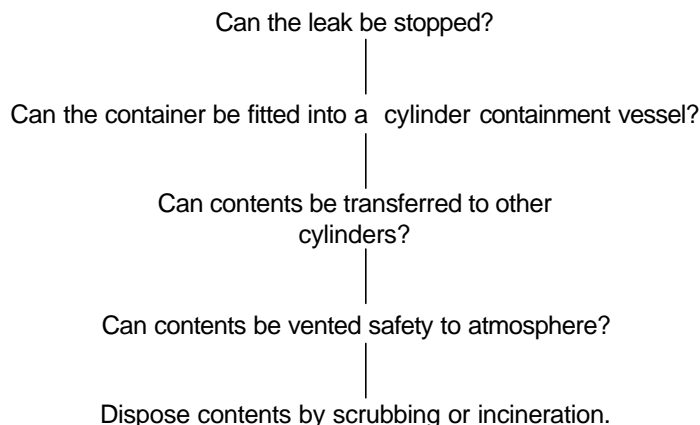 Can the leak be stopped?
Can the container be fitted into a cylinder containment vessel?
Can contents be transferred to other
cylinders?
Can contents be vented safety to atmosphere?
Dispose contents by scrubbing or incineration.